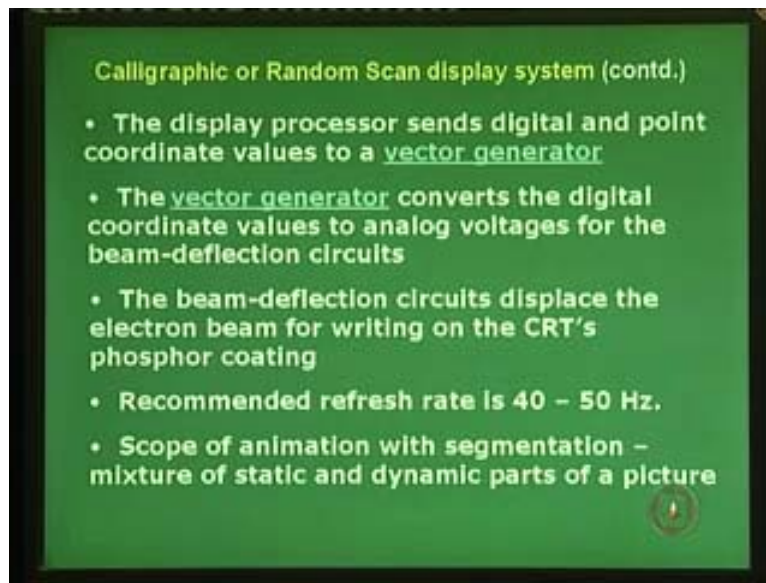 Calligraphic or Random Scan display system (contd.)
• The display processor sends digital and point
coordinate values to a vector generator
• The vector generator converts the digital
coordinate values to analog voltages for the
beam-deflection circuits
• The beam-deflection circuits displace the
electron beam for writing on the CRT's
phosphor coating
• Recommended refresh rate is 40 – 50 Hz.
• Scope of animation with segmentation –
mixture of static and dynamic parts of a picture